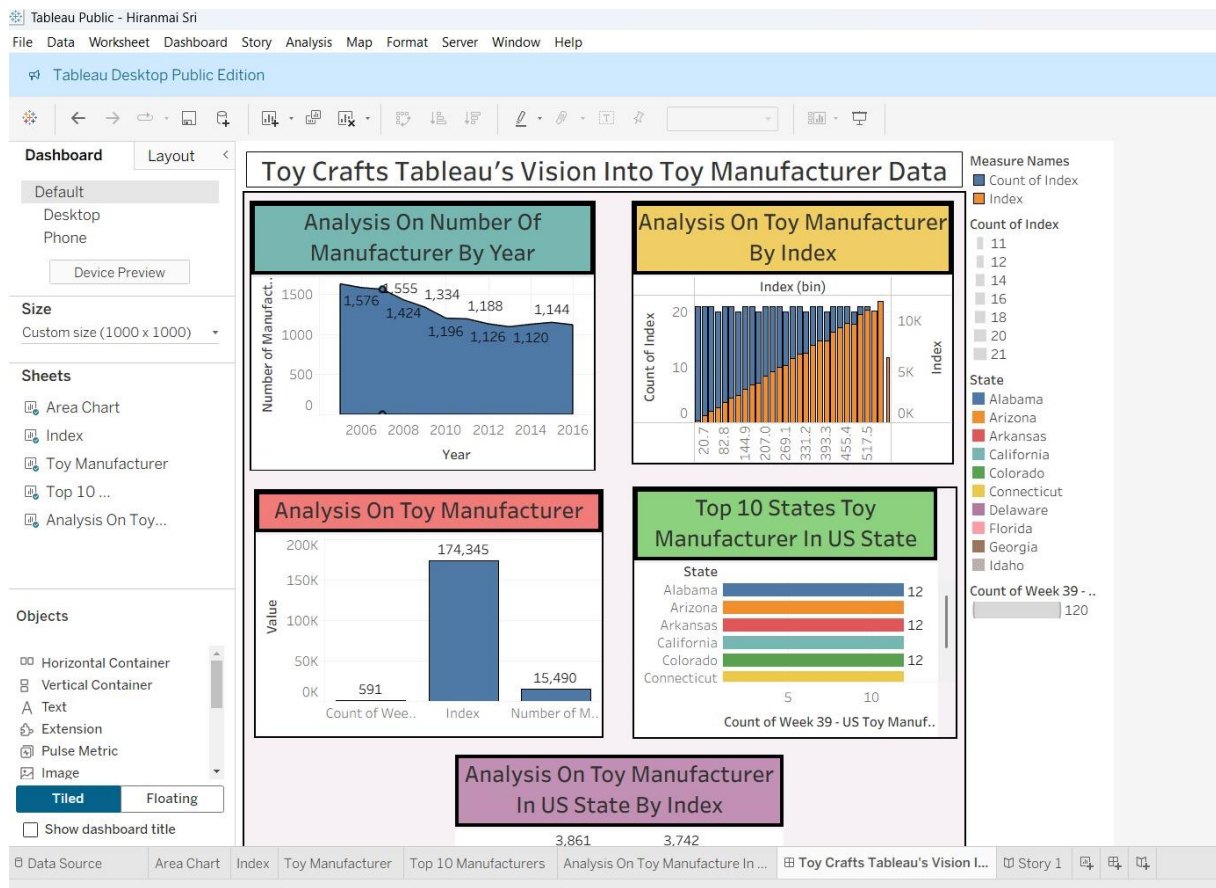 Tableau Public - Hiranmai Sri
File Data Worksheet Dashboard Story Analysis Map Format Server Window Help
Tableau Desktop Public Edition
Dashboard Layout
Default
Desktop
Phone
Device Preview
Size
Custom size (1000 x 1000)
Sheets
Area Chart
Index
Toy Manufacturer
Top 10 ...
Analysis On Toy...
Objects
Horizontal Container
Vertical Container
A Text
Extension
Pulse Metric
Image
Tiled Floating
Show dashboard title
Toy Crafts Tableau's Vision Into Toy Manufacturer Data
Analysis On Number Of
Manufacturer By Year
Number of Manufact..
1500
1000
500
0
1,576
1,555
1,424
1,334
1,196
1,188
1,126
1,120
1,144
2006 2008 2010 2012 2014 2016
Year
Analysis On Toy Manufacturer
By Index
Index (bin)
Count of Index
20
10
0
10K
5K
0K
Index
20.7 82.8 144.9 207.0 269.1 331.2 393.3 455.4 517.5
Analysis On Toy Manufacturer
Value
200K
150K
100K
50K
0K
591
174,345
15,490
Count of Wee.. Index Number of M..
Top 10 States Toy
Manufacturer In US State
State
Alabama 12
Arizona
Arkansas 12
California
Colorado 12
Connecticut
5 10
Count of Week 39 - US Toy Manuf..
Analysis On Toy Manufacturer
In US State By Index
3,861 3,742
Measure Names
Count of Index
Index
Count of Index
11
12
14
16
18
20
21
State
Alabama
Arizona
Arkansas
California
Colorado
Connecticut
Delaware
Florida
Georgia
Idaho
Count of Week 39 - ..
120
Data Source Area Chart Index Toy Manufacturer Top 10 Manufacturers Analysis On Toy Manufacture In ... Toy Crafts Tableau's Vision I... Story 1